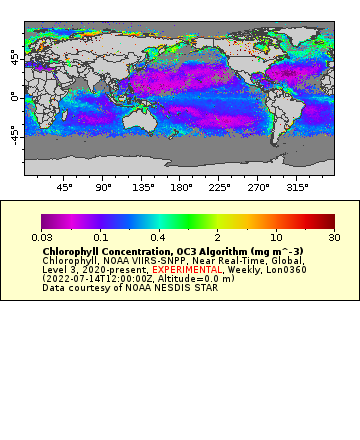 45°
0°
-45°
45° 90° 135° 180° 225° 270° 315°
0.03 0.1 0.4 2 10 30
Chlorophyll Concentration, OC3 Algorithm (mg m^-3)
Chlorophyll, NOAA VIIRS-SNPP, Near Real-Time, Global,
Level 3, 2020-present, EXPERIMENTAL, Weekly, Lon0360
(2022-07-14T12:00:00Z, Altitude=0.0 m)
Data courtesy of NOAA NESDIS STAR